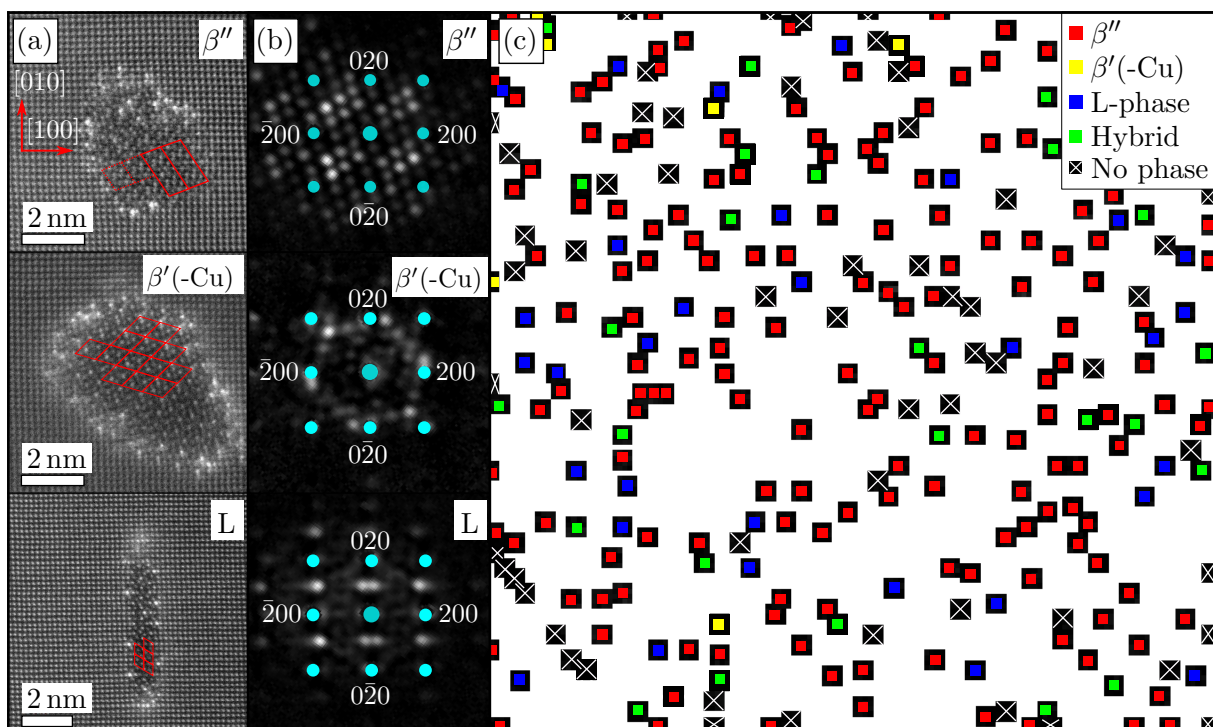 (a)
β′′
[010]
[100]
2 nm
β′(-Cu)
2 nm
L
2 nm
(b)
β′′
020
2̅00
200
02̅0
β′(-Cu)
020
2̅00
200
02̅0
L
020
2̅00
200
02̅0
(c)
β′′
β′(-Cu)
L-phase
Hybrid
No phase